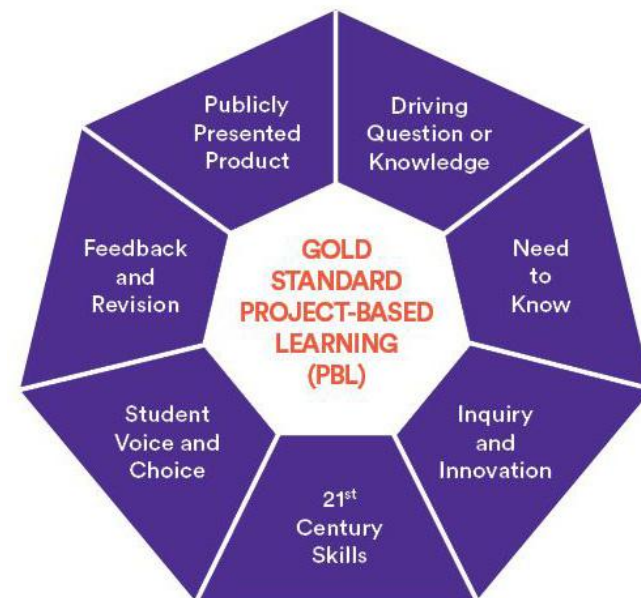 GOLD
STANDARD
PROJECT-BASED
LEARNING
(PBL)
Driving
Question or
Knowledge
Need
to
Know
Inquiry
and
Innovation
21st
Century
Skills
Student
Voice and
Choice
Feedback
and
Revision
Publicly
Presented
Product